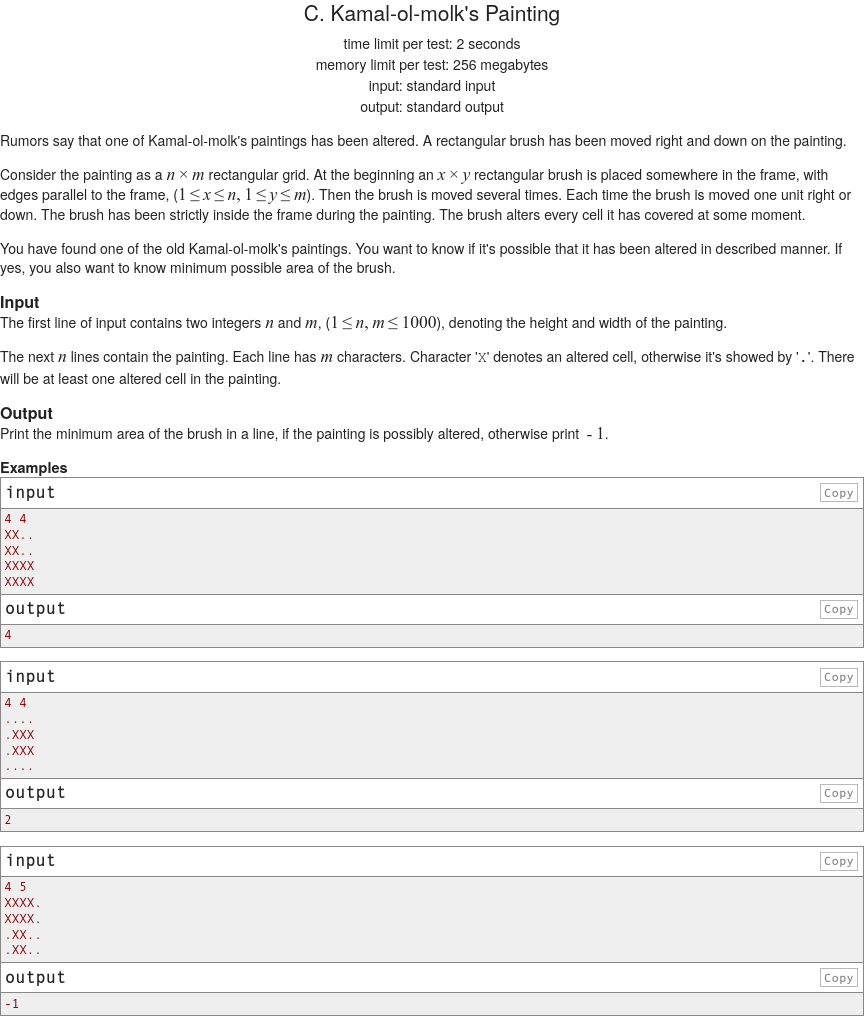 C. Kamal-ol-molk's Painting
time limit per test: 2 seconds
memory limit per test: 256 megabytes
input: standard input
output: standard output
Rumors say that one of Kamal-ol-molk's paintings has been altered. A rectangular brush has been moved right and down on the painting.
Consider the painting as a n × m rectangular grid. At the beginning an x × y rectangular brush is placed somewhere in the frame, with
edges parallel to the frame, (1 ≤ x ≤ n, 1 ≤ y ≤ m). Then the brush is moved several times. Each time the brush is moved one unit right or
down. The brush has been strictly inside the frame during the painting. The brush alters every cell it has covered at some moment.
You have found one of the old Kamal-ol-molk's paintings. You want to know if it's possible that it has been altered in described manner. If
yes, you also want to know minimum possible area of the brush.
Input
The first line of input contains two integers n and m, (1 ≤ n, m ≤ 1000), denoting the height and width of the painting.
The next n lines contain the painting. Each line has m characters. Character 'X' denotes an altered cell, otherwise it's showed by '.'. There
will be at least one altered cell in the painting.
Output
Print the minimum area of the brush in a line, if the painting is possibly altered, otherwise print - 1.
Examples
input Copy
4 4
XX..
XX..
XXXX
XXXX
output Copy
4
input Copy
4 4
....
.XXX
.XXX
....
output Copy
2
input Copy
4 5
XXXX.
XXXX.
.XX..
.XX..
output Copy
-1